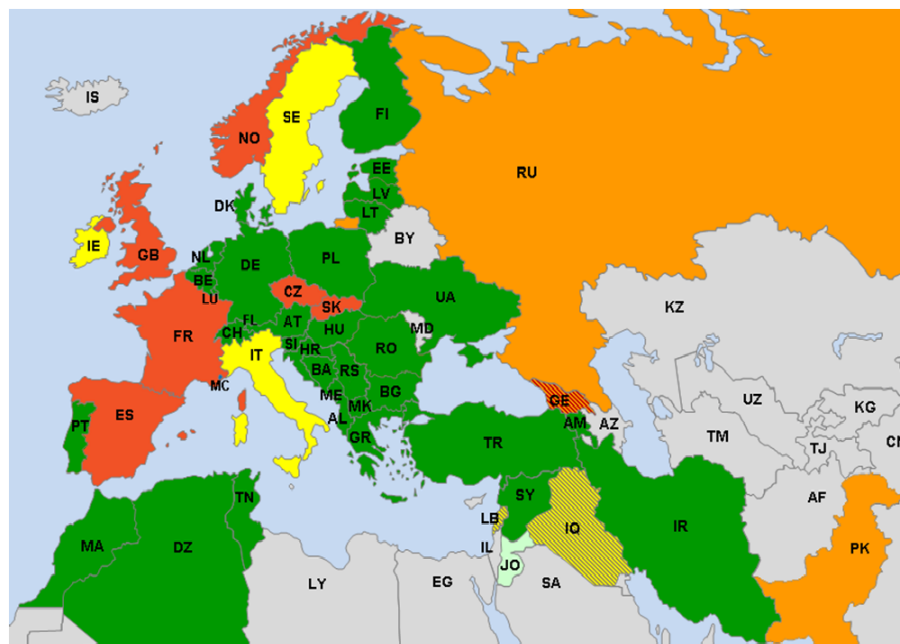 IS
NO
SE
FI
RU
EE
LV
DK
LT
IE
GB
BY
NL
DE
PL
BE
LU
CZ
SK
UA
KZ
FR
FL
AT
CH
HU
MD
SI
RO
IT
HR
BA
RS
MC
ME
BG
MK
GE
UZ
KG
ES
PT
AL
AM
AZ
GR
TR
TM
TJ
CN
TN
SY
AF
LB
IQ
IR
MA
DZ
IL
PK
JO
LY
EG
SA